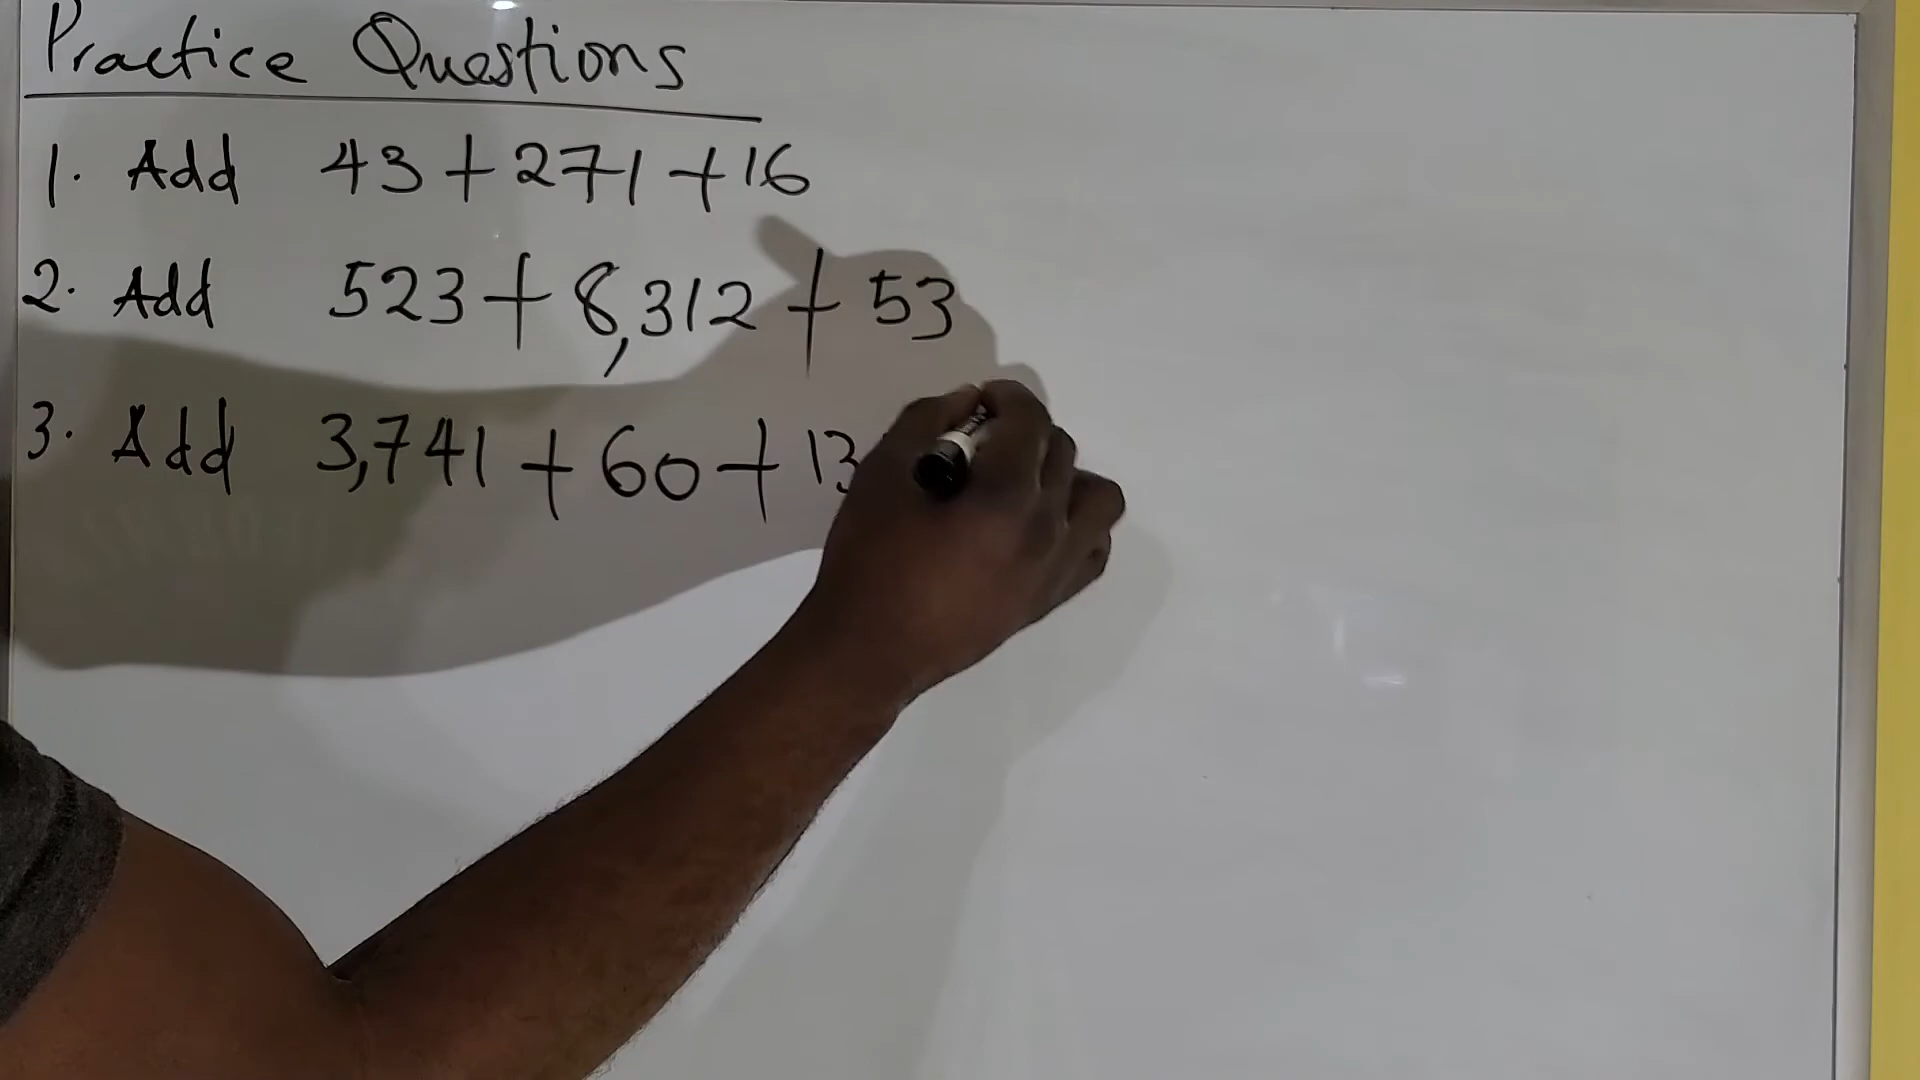 Practice Questions
1. Add 43+271+16
2. Add 523+8,312+53
3. Add 3,741+60+13